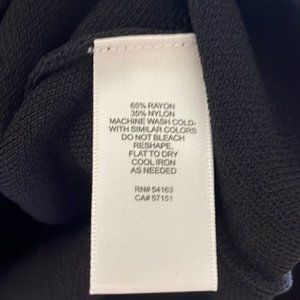 65% RAYON
35% NYLON
MACHINE WASH COLD-
WITH SIMILAR COLORS
DO NOT BLEACH
RESHAPE,
FLAT TO DRY
COOL IRON
AS NEEDED
RN# 54163
CA# 57151